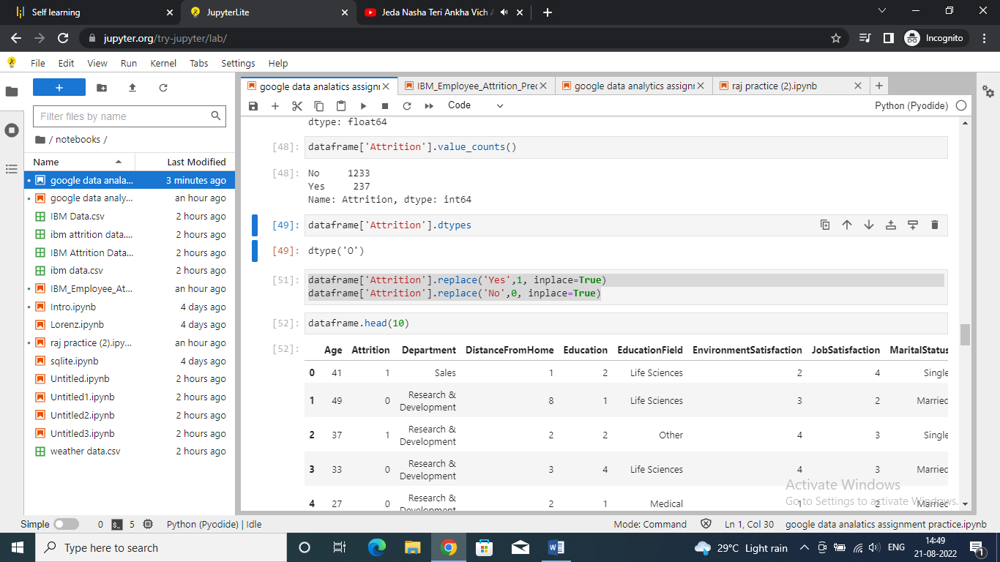 Self learning
JupyterLite
Jeda Nasha Teri Ankha Vich
jupyter.org/try-jupyter/lab/
Incognito
File Edit View Run Kernel Tabs Settings Help
google data analatics assignr
IBM_Employee_Attrition_Prec
google data analytics assignr
raj practice (2).ipynb
Code
Python (Pyodide)
Filter files by name
/ notebooks /
Name Last Modified
google data anala... 3 minutes ago
google data analy... an hour ago
IBM Data.csv 2 hours ago
ibm attrition data.... 2 hours ago
IBM Attrition Data... 2 hours ago
ibm data.csv 2 hours ago
IBM_Employee_At... an hour ago
Intro.ipynb 4 days ago
Lorenz.ipynb 4 days ago
raj practice (2).ipy... an hour ago
sqlite.ipynb 4 days ago
Untitled.ipynb 2 hours ago
Untitled1.ipynb 2 hours ago
Untitled2.ipynb 2 hours ago
Untitled3.ipynb 2 hours ago
weather data.csv 2 hours ago
dtype: float64
[48]: dataframe['Attrition'].value_counts()
[48]: No 1233
Yes 237
Name: Attrition, dtype: int64
[49]: dataframe['Attrition'].dtypes
[49]: dtype('O')
[51]: dataframe['Attrition'].replace('Yes',1, inplace=True)
dataframe['Attrition'].replace('No',0, inplace=True)
[52]: dataframe.head(10)
[52]: Age Attrition Department DistanceFromHome Education EducationField EnvironmentSatisfaction JobSatisfaction MaritalStatus
0 41 1 Sales 1 2 Life Sciences 2 4 Single
1 49 0 Research & Development 8 1 Life Sciences 3 2 Married
2 37 1 Research & Development 2 2 Other 4 3 Single
3 33 0 Research & Development 3 4 Life Sciences 4 3 Married
4 27 0 Research & Development 2 1 Medical 1 2 Married
Activate Windows
Go to Settings to activate Windows.
Simple 0 5 Python (Pyodide) | Idle
Mode: Command Ln 1, Col 30 google data analatics assignment practice.ipynb
Type here to search
29°C Light rain ENG
14:49
21-08-2022
1